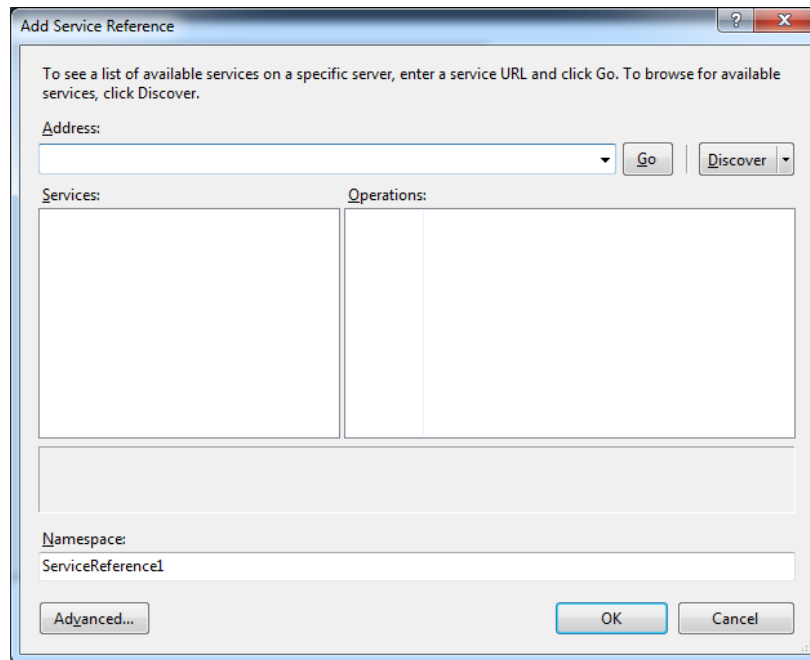 Add Service Reference
?
X
To see a list of available services on a specific server, enter a service URL and click Go. To browse for available
services, click Discover.
Address:
Go
Discover
Services:
Operations:
Namespace:
ServiceReference1
Advanced...
OK
Cancel